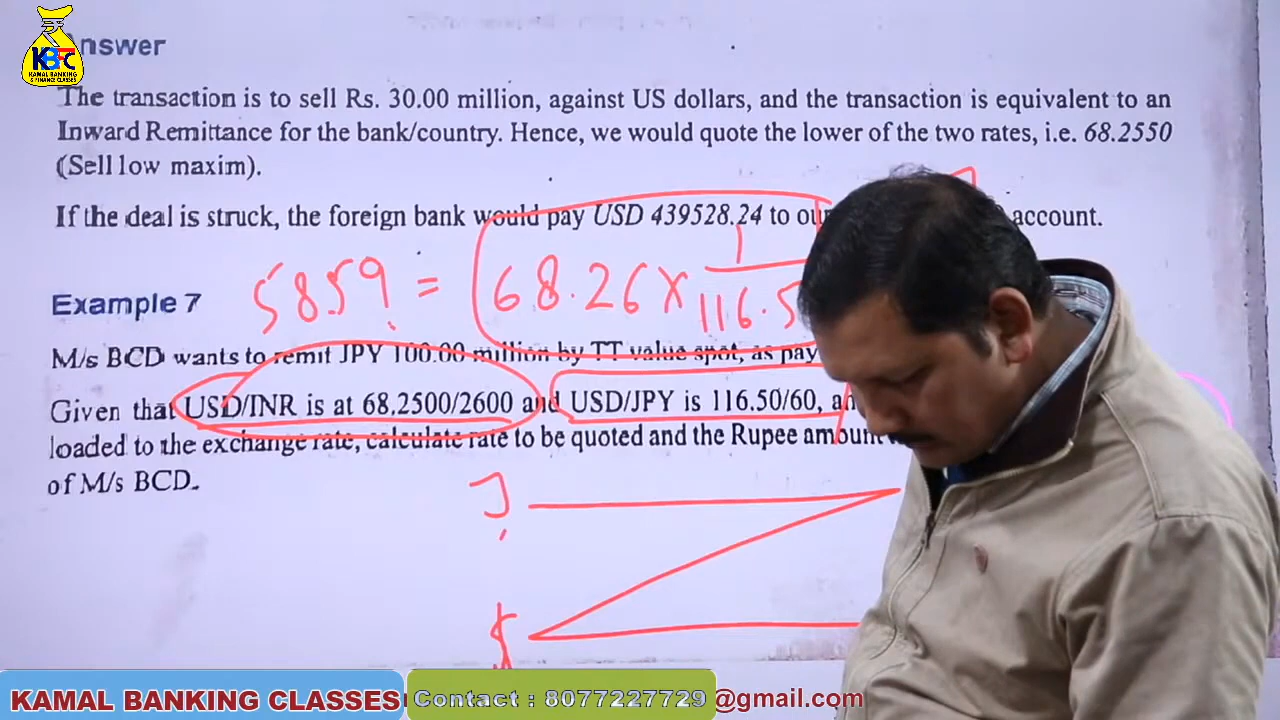 KBFC
KAMAL BANKING
& FINANCE CLASSES
Answer
The transaction is to sell Rs. 30.00 million, against US dollars, and the transaction is equivalent to an
Inward Remittance for the bank/country. Hence, we would quote the lower of the two rates, i.e. 68.2550
(Sell low maxim).
If the deal is struck, the foreign bank would pay USD 439528.24 to our account.
.5859 = 68.26 x 1
116.5
Example 7
M/s BCD wants to remit JPY 100.00 million by TT value spot, as pay
Given that USD/INR is at 68.2500/2600 and USD/JPY is 116.50/60, an
loaded to the exchange rate, calculate rate to be quoted and the Rupee amount
of M/s BCD.
J
$
KAMAL BANKING CLASSES
Contact : 8077227729
@gmail.com